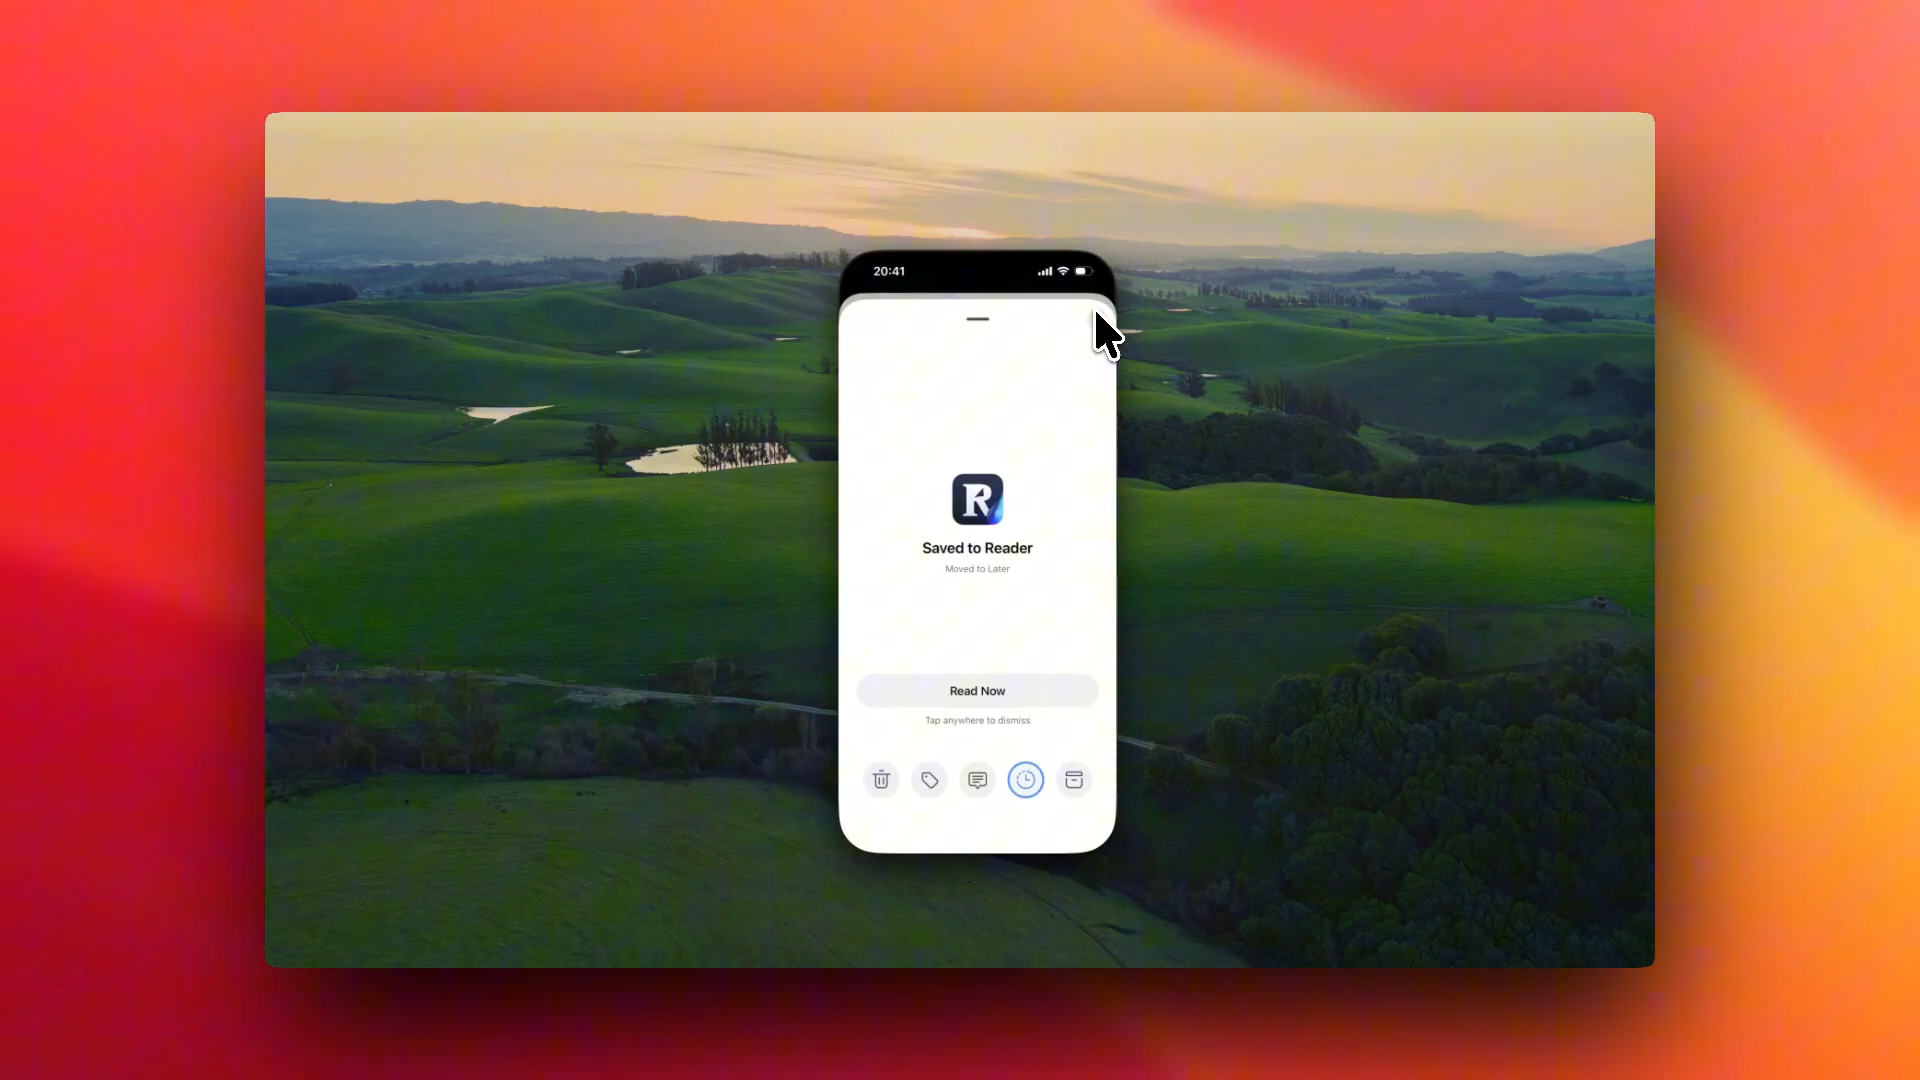 20:41
R
Saved to Reader
Moved to Later
Read Now
Tap anywhere to dismiss